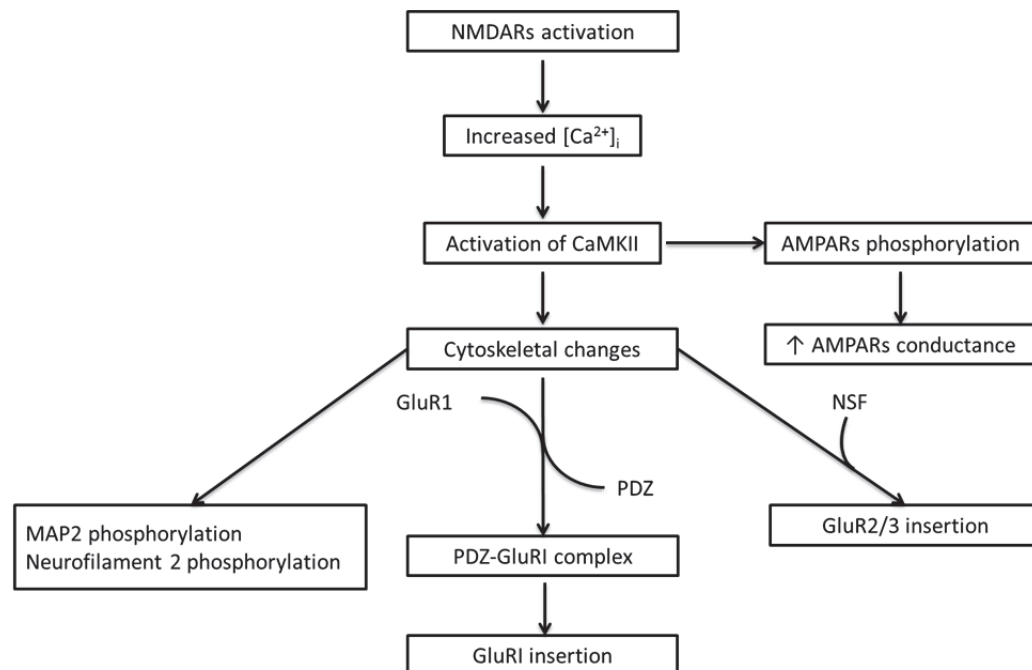 NMDARs activation
Increased [Ca²⁺]ᵢ
Activation of CaMKII
AMPARs phosphorylation
Cytoskeletal changes
↑ AMPARs conductance
GluR1
NSF
PDZ
MAP2 phosphorylation
Neurofilament 2 phosphorylation
GluR2/3 insertion
PDZ-GluRI complex
GluRI insertion